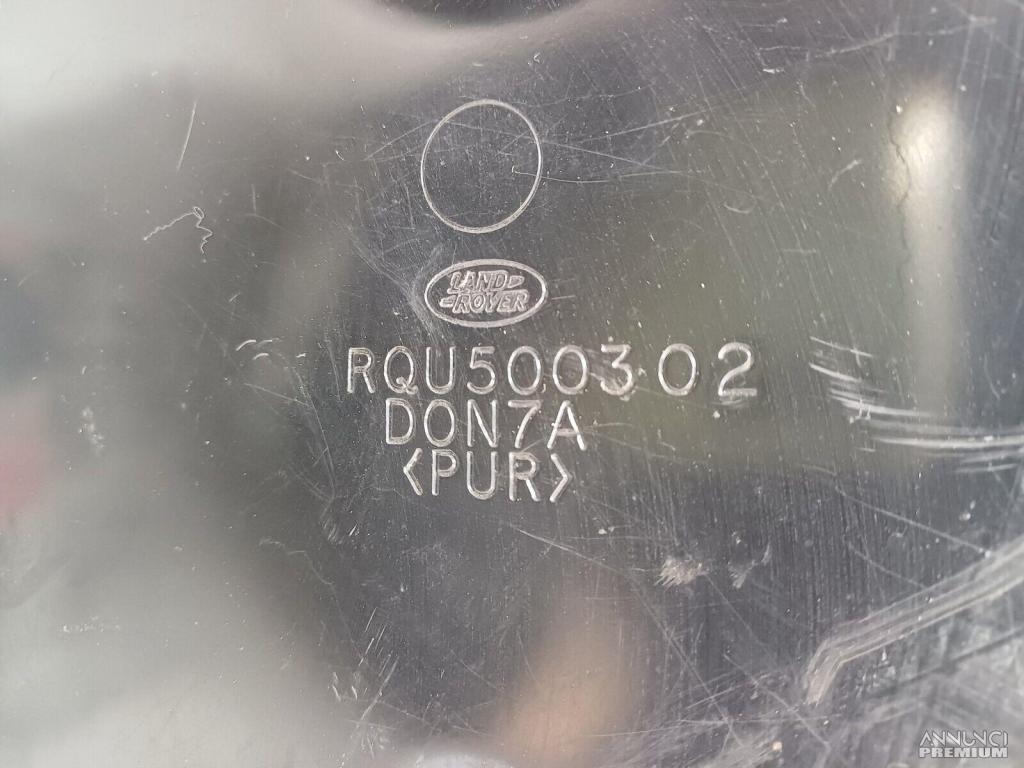 LAND
ROVER
RQU500302
DON7A
<PUR>
ANNUNCI
PREMIUM